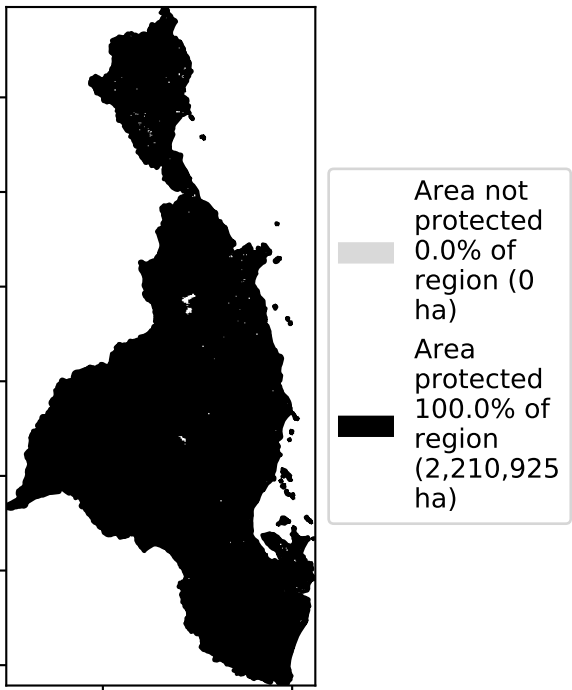 Area not
protected
0.0% of
region (0
ha)
Area
protected
100.0% of
region
(2,210,925
ha)